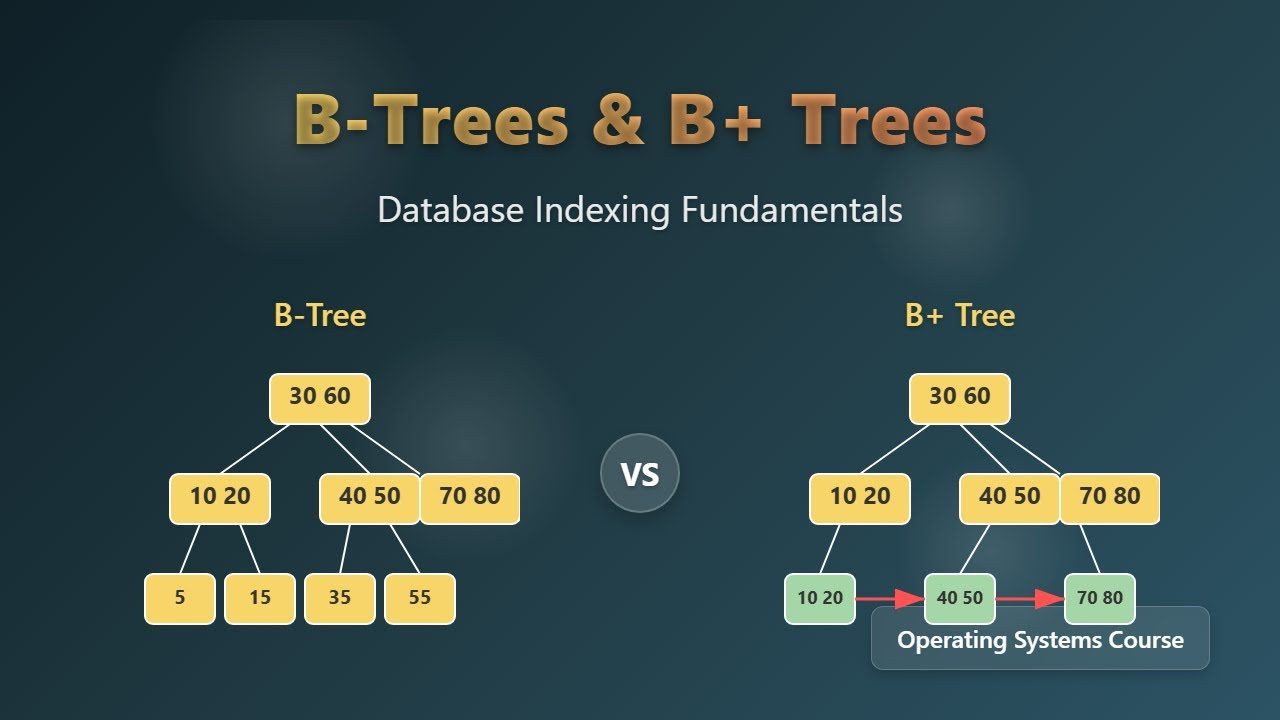 B-Trees & B+ Trees
Database Indexing Fundamentals
B-Tree
30 60
10 20
40 50
70 80
5
15
35
55
VS
B+ Tree
30 60
10 20
40 50
70 80
10 20
40 50
70 80
Operating Systems Course